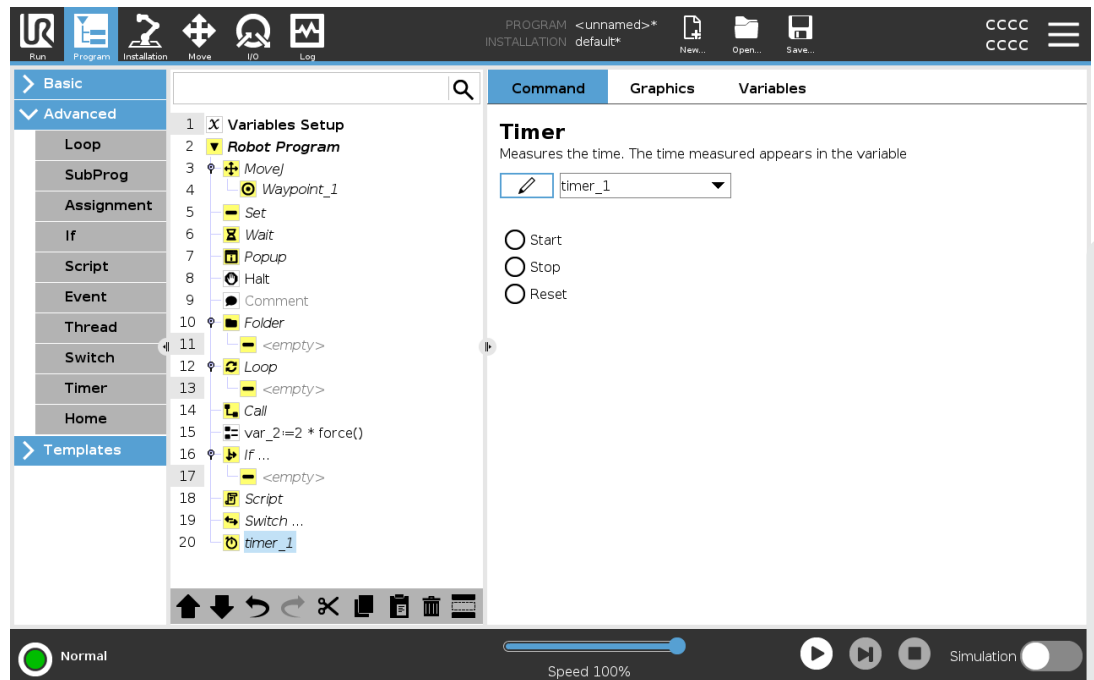 PROGRAM <unnamed>*
INSTALLATION default*
CCCC
CCCC
UR
Run
Program
Installation
Move
I/O
Log
New...
Open...
Save...
Basic
Advanced
Loop
SubProg
Assignment
If
Script
Event
Thread
Switch
Timer
Home
Templates
1 X Variables Setup
2 Robot Program
3 MoveJ
4 Waypoint_1
5 Set
6 Wait
7 Popup
8 Halt
9 Comment
10 Folder
11 <empty>
12 Loop
13 <empty>
14 Call
15 var_2:=2 * force()
16 If ...
17 <empty>
18 Script
19 Switch ...
20 timer_1
Command Graphics Variables
Timer
Measures the time. The time measured appears in the variable
timer_1
Start
Stop
Reset
Normal
Speed 100%
Simulation